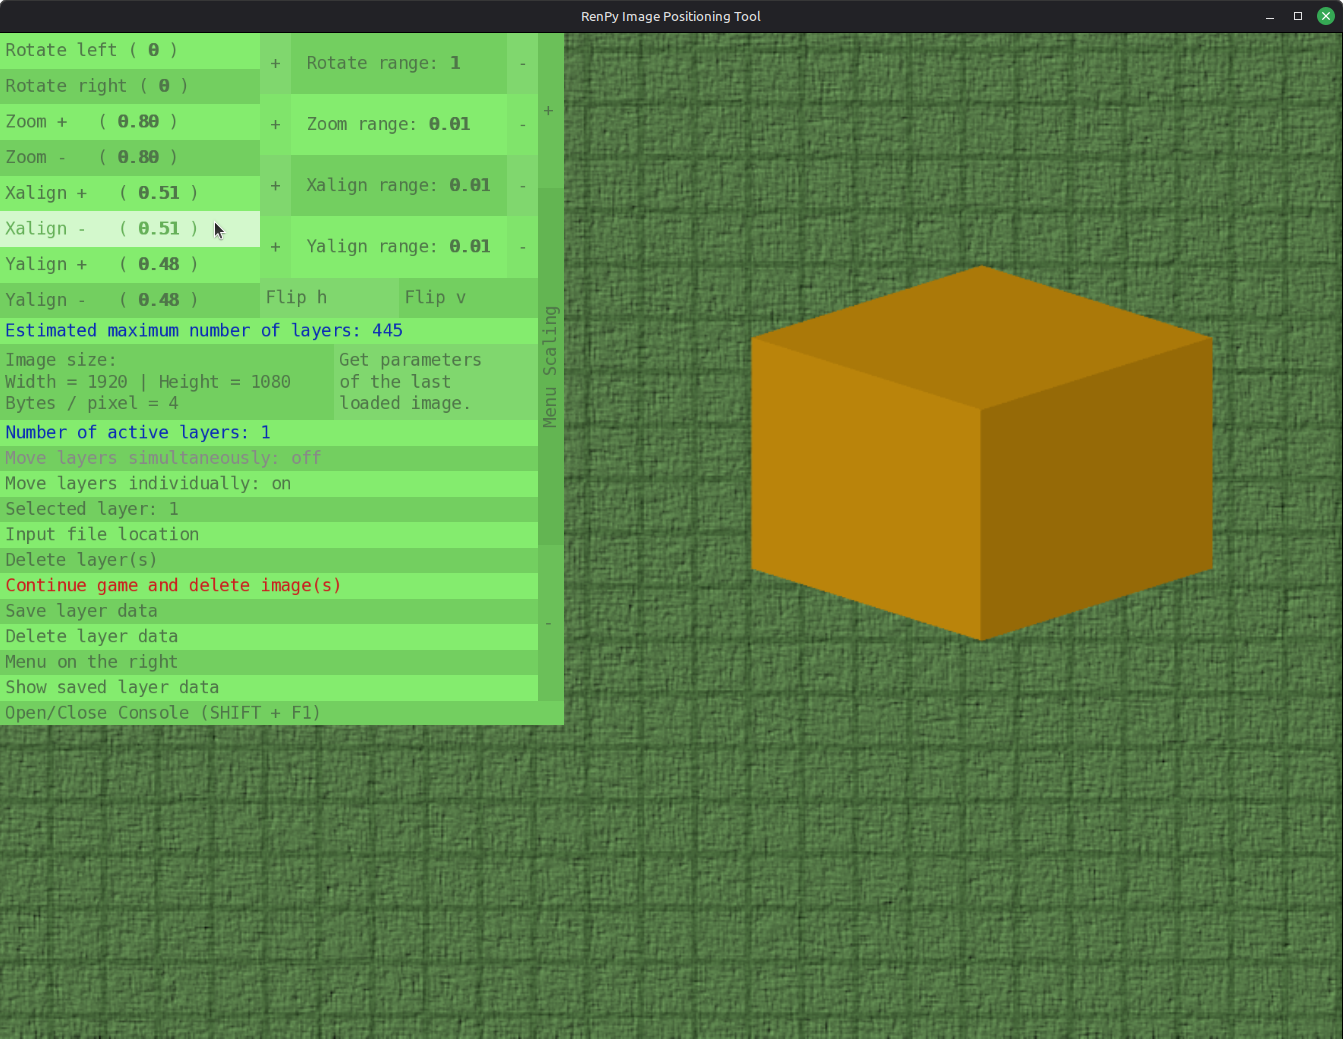 RenPy Image Positioning Tool
Rotate left ( 0 )
Rotate right ( 0 )
Zoom + ( 0.80 )
Zoom - ( 0.80 )
Xalign + ( 0.51 )
Xalign - ( 0.51 )
Yalign + ( 0.48 )
Yalign - ( 0.48 )
+ Rotate range: 1 -
+ Zoom range: 0.01 -
+ Xalign range: 0.01 -
+ Yalign range: 0.01 -
Flip h Flip v
Estimated maximum number of layers: 445
Image size:
Width = 1920 | Height = 1080
Bytes / pixel = 4
Get parameters
of the last
loaded image.
Number of active layers: 1
Move layers simultaneously: off
Move layers individually: on
Selected layer: 1
Input file location
Delete layer(s)
Continue game and delete image(s)
Save layer data
Delete layer data
Menu on the right
Show saved layer data
Open/Close Console (SHIFT + F1)
+
Menu Scaling
-